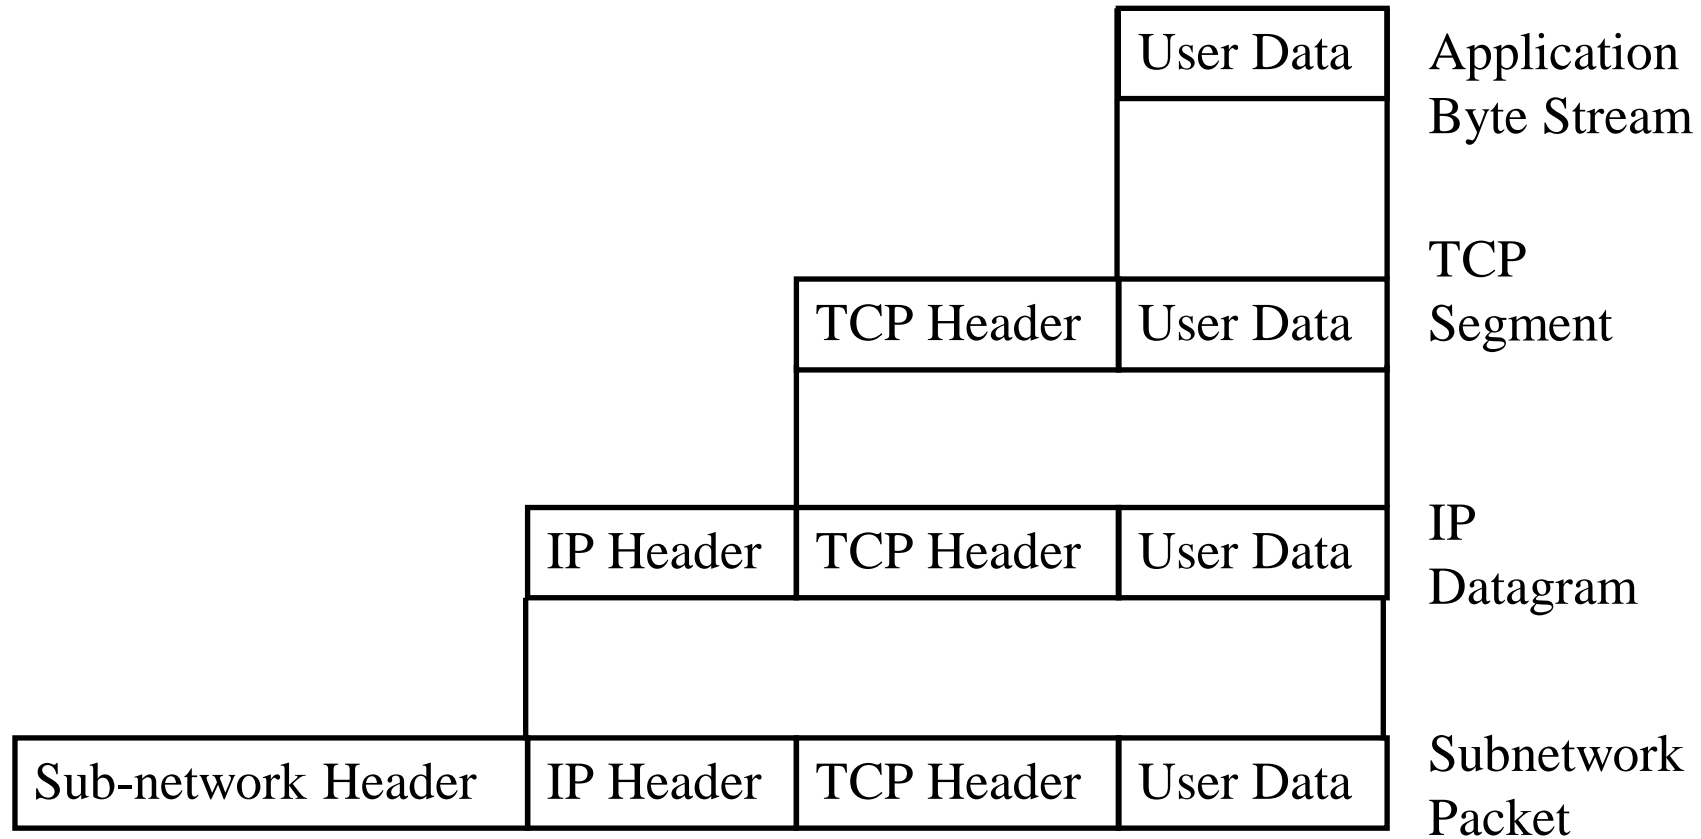 User Data
Application
Byte Stream
TCP
Segment
TCP Header User Data
IP
Datagram
IP Header TCP Header User Data
Subnetwork
Packet
Sub-network Header IP Header TCP Header User Data